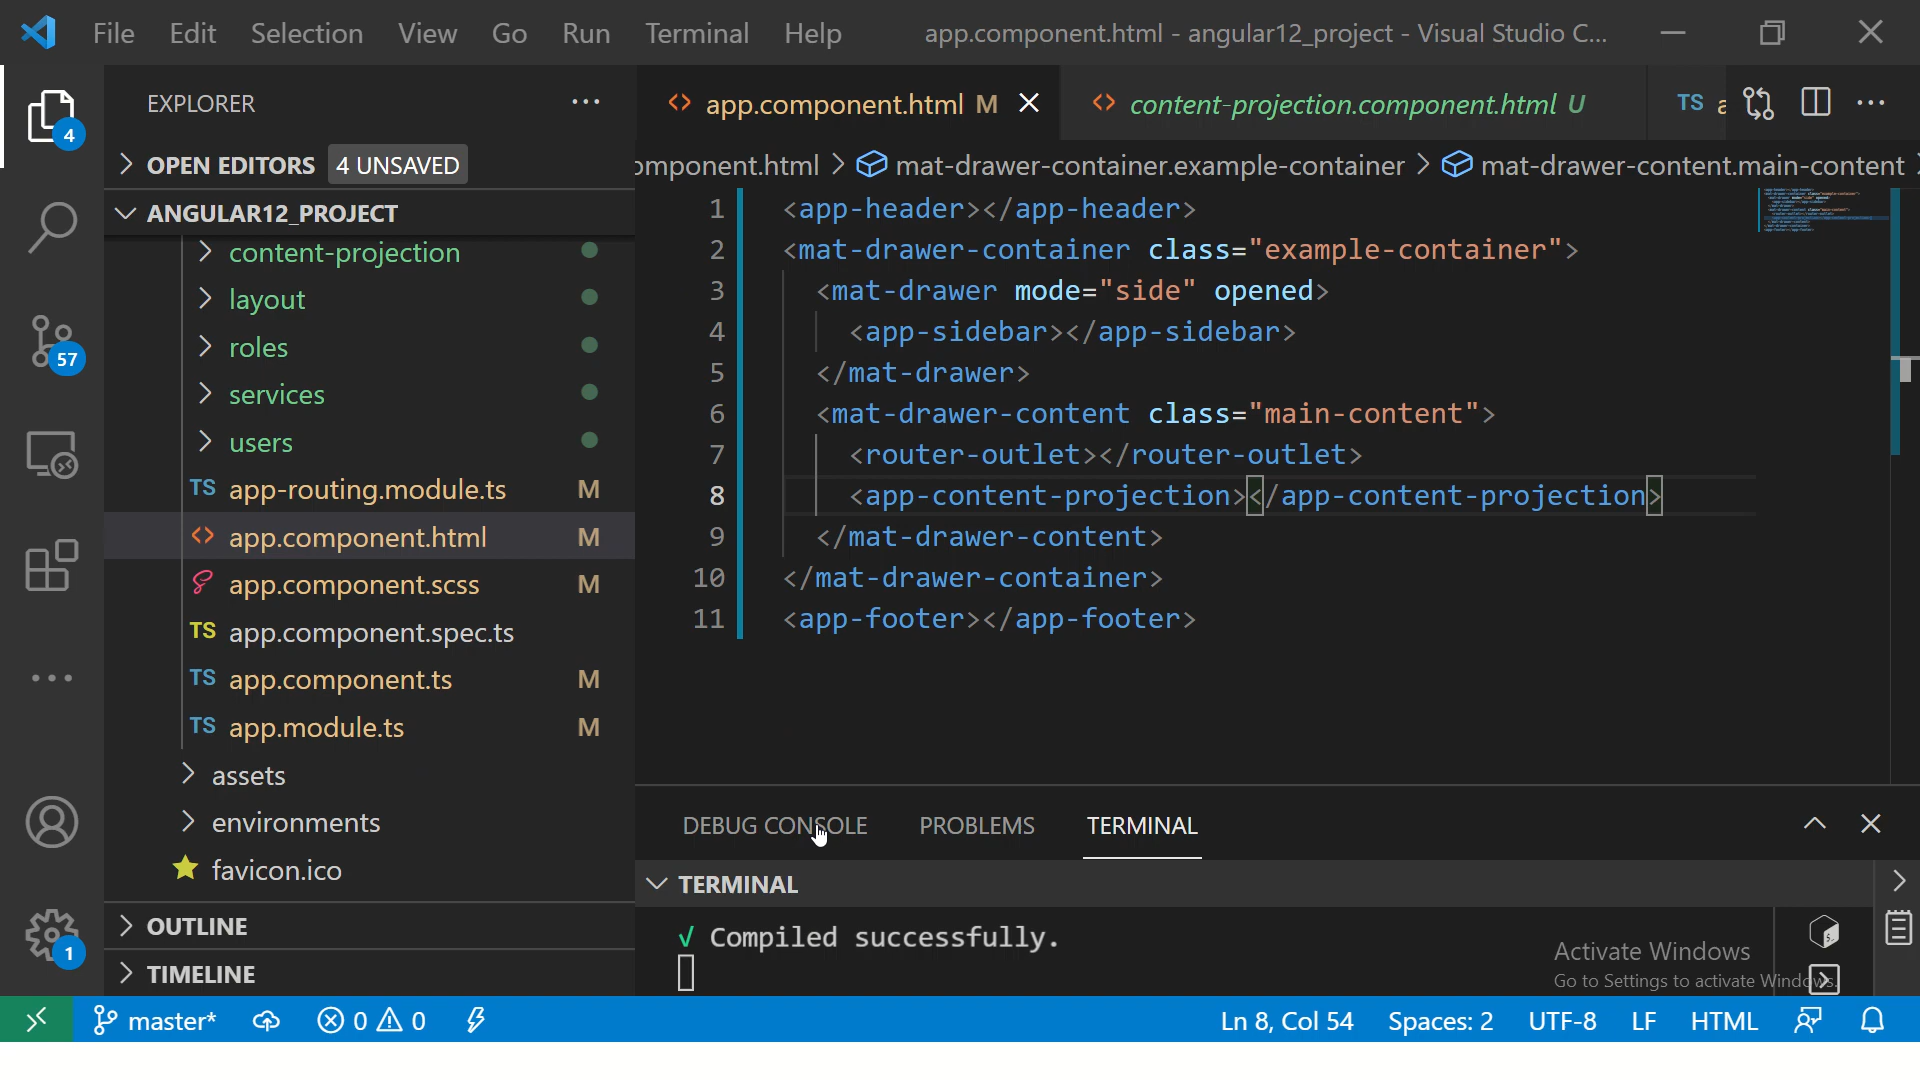 File Edit Selection View Go Run Terminal Help app.component.html - angular12_project - Visual Studio C...
4
57
1
EXPLORER
OPEN EDITORS 4 UNSAVED
ANGULAR12_PROJECT
content-projection
layout
roles
services
users
TS app-routing.module.ts M
<> app.component.html M
app.component.scss M
TS app.component.spec.ts
TS app.component.ts M
TS app.module.ts M
assets
environments
favicon.ico
OUTLINE
TIMELINE
<> app.component.html M <> content-projection.component.html U TS
omponent.html > mat-drawer-container.example-container > mat-drawer-content.main-content
1 <app-header></app-header>
2 <mat-drawer-container class="example-container">
3 <mat-drawer mode="side" opened>
4 <app-sidebar></app-sidebar>
5 </mat-drawer>
6 <mat-drawer-content class="main-content">
7 <router-outlet></router-outlet>
8 <app-content-projection></app-content-projection>
9 </mat-drawer-content>
10 </mat-drawer-container>
11 <app-footer></app-footer>
DEBUG CONSOLE PROBLEMS TERMINAL
TERMINAL
√ Compiled successfully.
Activate Windows
Go to Settings to activate Windows.
master* 0 0 Ln 8, Col 54 Spaces: 2 UTF-8 LF HTML